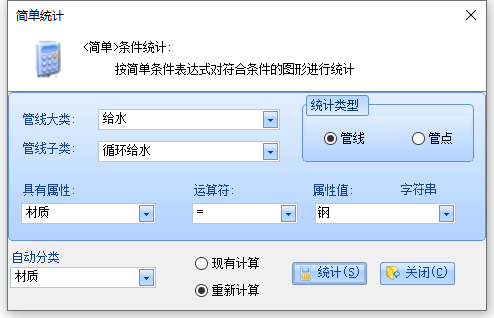 简单统计
<简单>条件统计:
按简单条件表达式对符合条件的图形进行统计
管线大类: 给水
管线子类: 循环给水
统计类型
管线 管点
具有属性: 运算符: 属性值: 字符串
材质 = 钢
自动分类
材质
现有计算
重新计算
统计(S) 关闭(C)